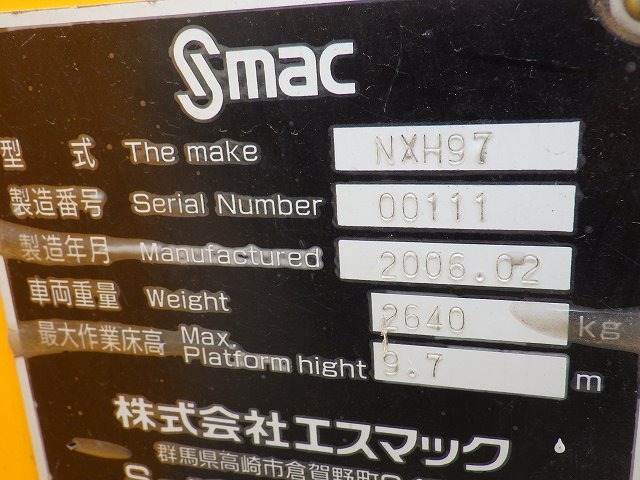 Smac
型式 The make NXH97
製造番号 Serial Number 00111
製造年月 Manufactured 2006.02
車両重量 Weight 2640 kg
最大作業床高 Max. Platform hight 9.7 m
株式会社エスマック
群馬県高崎市倉賀野町